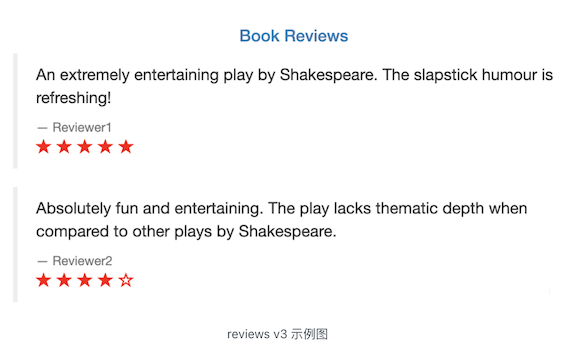 Book Reviews
An extremely entertaining play by Shakespeare. The slapstick humour is
refreshing!
— Reviewer1
Absolutely fun and entertaining. The play lacks thematic depth when
compared to other plays by Shakespeare.
— Reviewer2
reviews v3 示例图